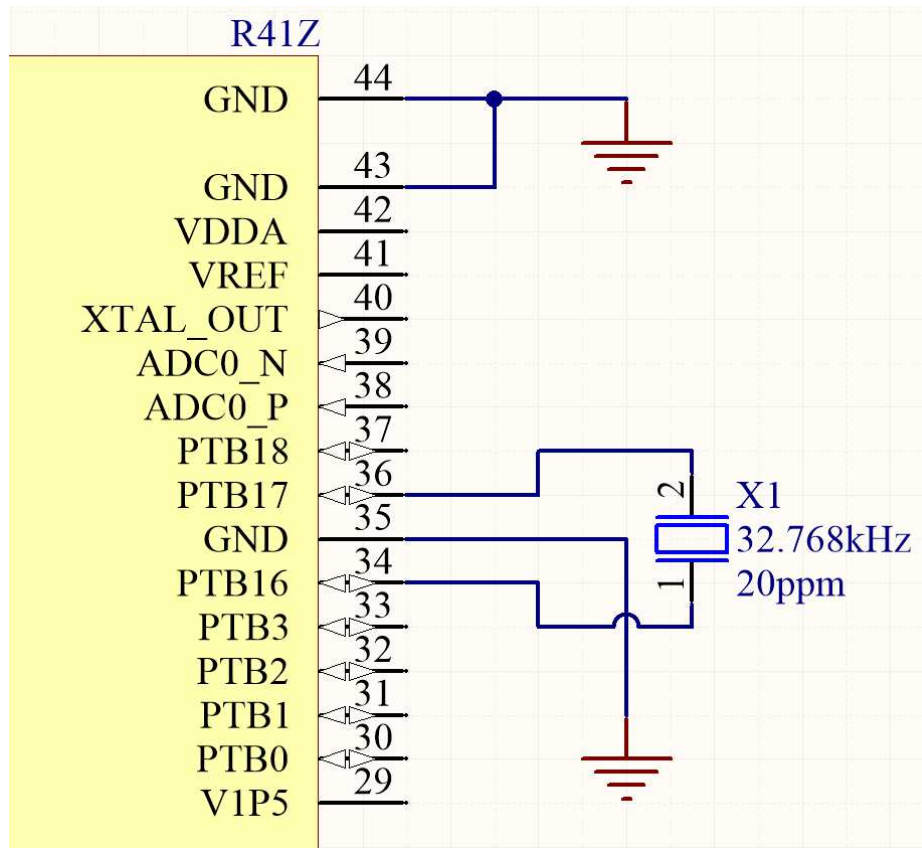 R41Z
GND 44
GND 43
VDDA 42
VREF 41
XTAL_OUT 40
ADC0_N 39
ADC0_P 38
PTB18 37
PTB17 36
GND 35
PTB16 34
PTB3 33
PTB2 32
PTB1 31
PTB0 30
V1P5 29
2
1
X1
32.768kHz
20ppm